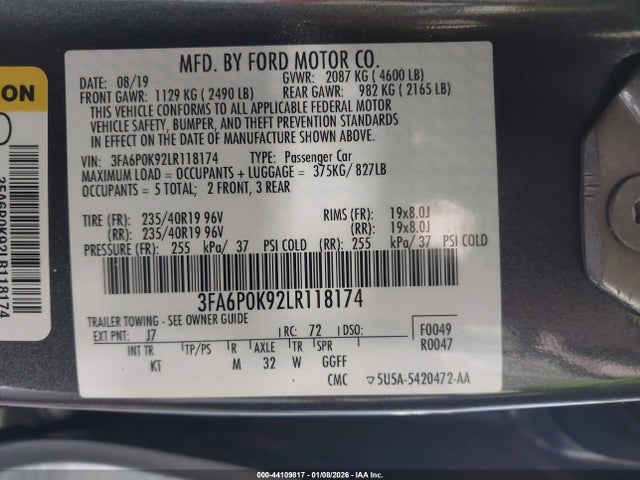 MFD. BY FORD MOTOR CO.
DATE: 08/19 GVWR: 2087 KG ( 4600 LB)
FRONT GAWR: 1129 KG ( 2490 LB) REAR GAWR: 982 KG ( 2165 LB)
THIS VEHICLE CONFORMS TO ALL APPLICABLE FEDERAL MOTOR
VEHICLE SAFETY, BUMPER, AND THEFT PREVENTION STANDARDS
IN EFFECT ON THE DATE OF MANUFACTURE SHOWN ABOVE.
VIN: 3FA6P0K92LR118174 TYPE: Passenger Car
MAXIMUM LOAD = OCCUPANTS + LUGGAGE = 375KG/ 827LB
OCCUPANTS = 5 TOTAL; 2 FRONT, 3 REAR
TIRE (FR): 235/40R19 96V RIMS (FR): 19x8.0J
(RR): 235/40R19 96V (RR): 19x8.0J
PRESSURE (FR): 255 kPa/ 37 PSI COLD (RR): 255 kPa/ 37 PSI COLD
3FA6P0K92LR118174
TRAILER TOWING - SEE OWNER GUIDE
EXT PNT: J7 RC: 72 DSO: F0049
R0047
INT TR TP/PS R AXLE TR SPR
KT M 32 W GGFF
CMC ▽5U5A-5420472-AA
ON
3FA6P0K92LR118174
000-44109817 - 01/08/2026 - IAA Inc.